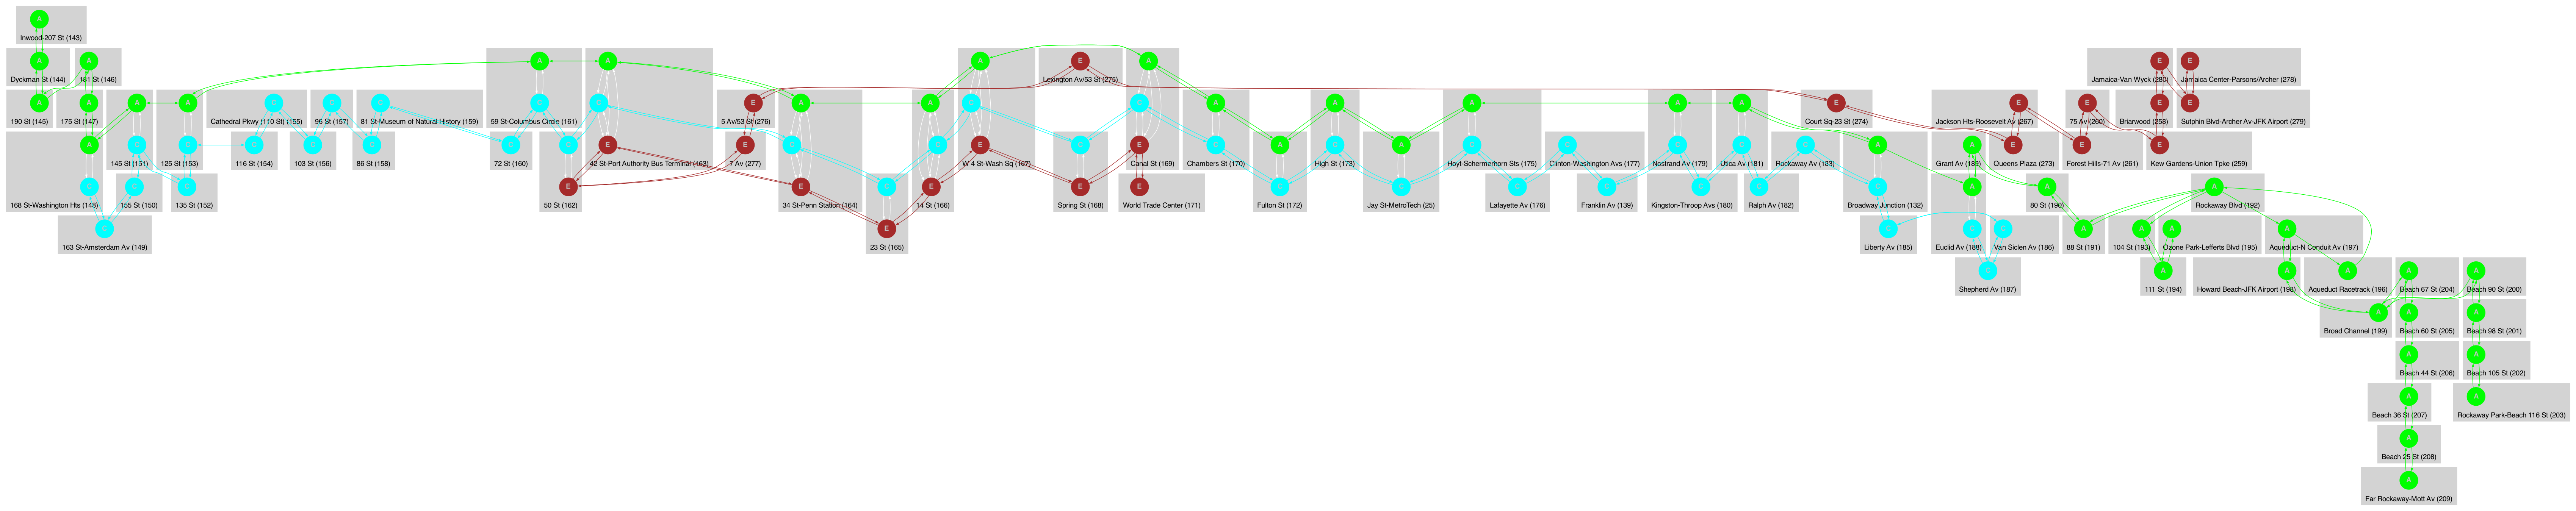 A
Inwood-207 St (143)
A
Dyckman St (144)
A
181 St (146)
A
190 St (145)
A
175 St (147)
A
C
168 St-Washington Hts (148)
C
163 St-Amsterdam Av (149)
A
C
145 St (151)
C
155 St (150)
A
C
125 St (153)
C
135 St (152)
C
Cathedral Pkwy (110 St) (155)
C
116 St (154)
C
96 St (157)
C
103 St (156)
C
81 St-Museum of Natural History (159)
C
86 St (158)
A
C
59 St-Columbus Circle (161)
C
72 St (160)
C
E
50 St (162)
A
C
E
42 St-Port Authority Bus Terminal (163)
E
5 Av/53 St (276)
E
7 Av (277)
A
C
E
34 St-Penn Station (164)
C
E
23 St (165)
A
C
E
14 St (166)
A
C
E
W 4 St-Wash Sq (167)
E
Lexington Av/53 St (275)
C
E
Spring St (168)
A
C
E
Canal St (169)
E
World Trade Center (171)
A
C
Chambers St (170)
A
C
Fulton St (172)
A
C
High St (173)
A
C
Jay St-MetroTech (25)
A
C
Hoyt-Schermerhorn Sts (175)
C
Lafayette Av (176)
C
Clinton-Washington Avs (177)
C
Franklin Av (139)
A
C
Nostrand Av (179)
C
Kingston-Throop Avs (180)
A
C
Utica Av (181)
C
Ralph Av (182)
C
Rockaway Av (183)
E
Court Sq-23 St (274)
A
C
Broadway Junction (132)
C
Liberty Av (185)
A
Grant Av (189)
A
C
Euclid Av (188)
C
Van Siclen Av (186)
C
Shepherd Av (187)
E
Jackson Hts-Roosevelt Av (267)
E
Queens Plaza (273)
E
75 Av (260)
E
Forest Hills-71 Av (261)
E
Jamaica-Van Wyck (280)
E
Jamaica Center-Parsons/Archer (278)
E
Briarwood (258)
E
Sutphin Blvd-Archer Av-JFK Airport (279)
E
Kew Gardens-Union Tpke (259)
A
80 St (190)
A
88 St (191)
A
Rockaway Blvd (192)
A
104 St (193)
A
Ozone Park-Lefferts Blvd (195)
A
111 St (194)
A
Aqueduct-N Conduit Av (197)
A
Howard Beach-JFK Airport (198)
A
Aqueduct Racetrack (196)
A
Broad Channel (199)
A
Beach 67 St (204)
A
Beach 60 St (205)
A
Beach 44 St (206)
A
Beach 36 St (207)
A
Beach 25 St (208)
A
Far Rockaway-Mott Av (209)
A
Beach 90 St (200)
A
Beach 98 St (201)
A
Beach 105 St (202)
A
Rockaway Park-Beach 116 St (203)